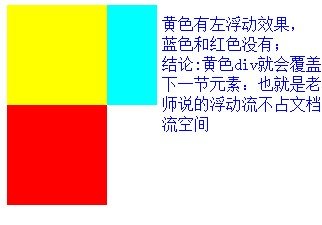 黄色有左浮动效果，
蓝色和红色没有；
结论:黄色div就会覆盖
下一节元素：也就是老
师说的浮动流不占文档
流空间